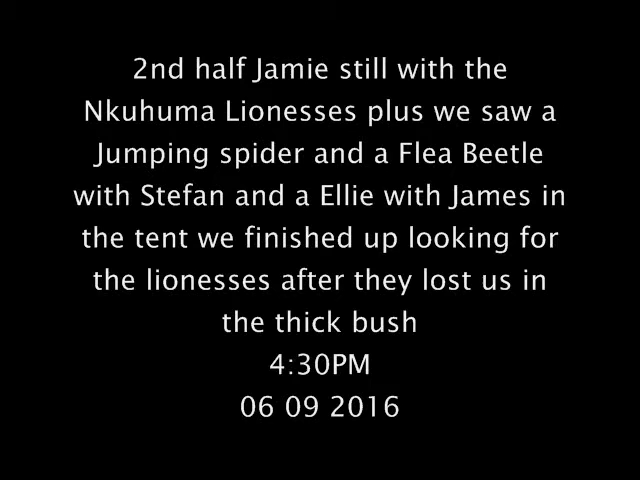 2nd half Jamie still with the
Nkuhuma Lionesses plus we saw a
Jumping spider and a Flea Beetle
with Stefan and a Ellie with James in
the tent we finished up looking for
the lionesses after they lost us in
the thick bush
4:30PM
06 09 2016